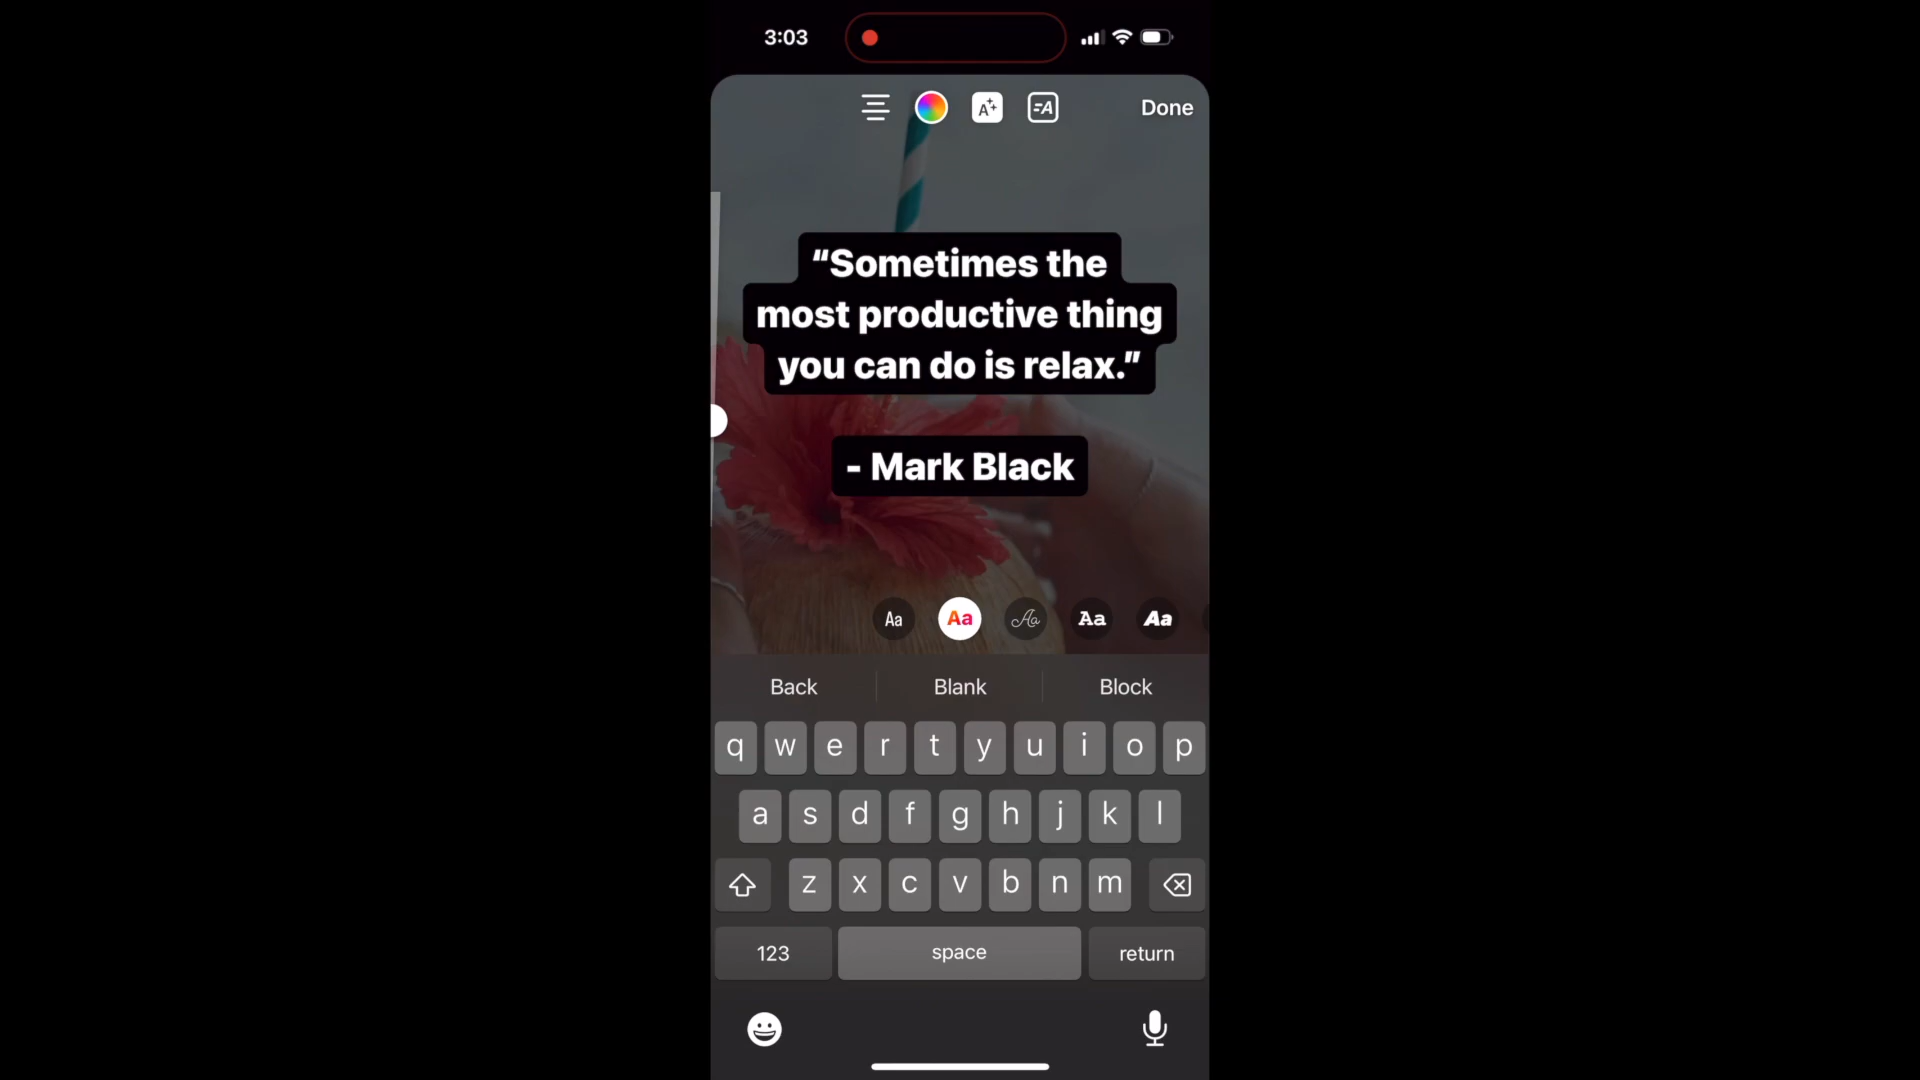 3:03
A
=A
Done
“Sometimes the
most productive thing
you can do is relax.”
- Mark Black
Aa Aa Aa Aa Aa
Back Blank Block
q w e r t y u i o p
a s d f g h j k l
z x c v b n m
123 space return